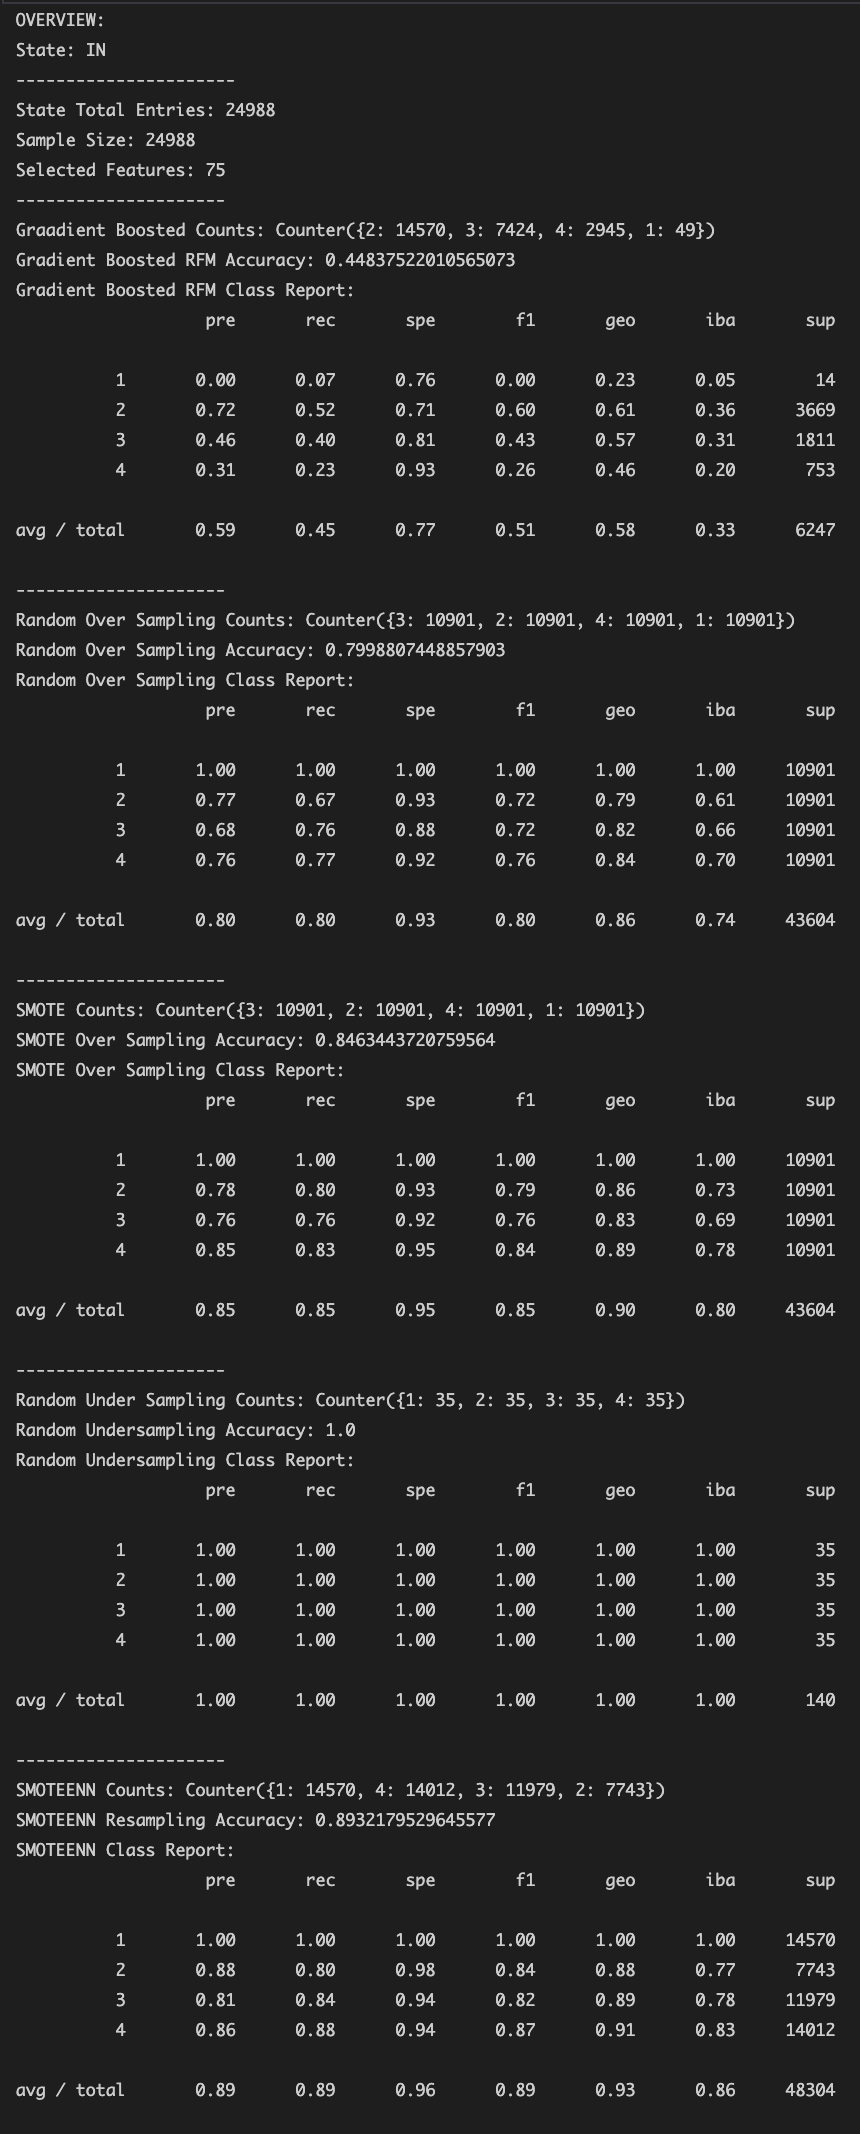 OVERVIEW:
State: IN
----------------------
State Total Entries: 24988
Sample Size: 24988
Selected Features: 75
---------------------
Graadient Boosted Counts: Counter({2: 14570, 3: 7424, 4: 2945, 1: 49})
Gradient Boosted RFM Accuracy: 0.44837522010565073
Gradient Boosted RFM Class Report:
pre rec spe f1 geo iba sup
1 0.00 0.07 0.76 0.00 0.23 0.05 14
2 0.72 0.52 0.71 0.60 0.61 0.36 3669
3 0.46 0.40 0.81 0.43 0.57 0.31 1811
4 0.31 0.23 0.93 0.26 0.46 0.20 753
avg / total 0.59 0.45 0.77 0.51 0.58 0.33 6247
---------------------
Random Over Sampling Counts: Counter({3: 10901, 2: 10901, 4: 10901, 1: 10901})
Random Over Sampling Accuracy: 0.7998807448857903
Random Over Sampling Class Report:
pre rec spe f1 geo iba sup
1 1.00 1.00 1.00 1.00 1.00 1.00 10901
2 0.77 0.67 0.93 0.72 0.79 0.61 10901
3 0.68 0.76 0.88 0.72 0.82 0.66 10901
4 0.76 0.77 0.92 0.76 0.84 0.70 10901
avg / total 0.80 0.80 0.93 0.80 0.86 0.74 43604
---------------------
SMOTE Counts: Counter({3: 10901, 2: 10901, 4: 10901, 1: 10901})
SMOTE Over Sampling Accuracy: 0.8463443720759564
SMOTE Over Sampling Class Report:
pre rec spe f1 geo iba sup
1 1.00 1.00 1.00 1.00 1.00 1.00 10901
2 0.78 0.80 0.93 0.79 0.86 0.73 10901
3 0.76 0.76 0.92 0.76 0.83 0.69 10901
4 0.85 0.83 0.95 0.84 0.89 0.78 10901
avg / total 0.85 0.85 0.95 0.85 0.90 0.80 43604
---------------------
Random Under Sampling Counts: Counter({1: 35, 2: 35, 3: 35, 4: 35})
Random Undersampling Accuracy: 1.0
Random Undersampling Class Report:
pre rec spe f1 geo iba sup
1 1.00 1.00 1.00 1.00 1.00 1.00 35
2 1.00 1.00 1.00 1.00 1.00 1.00 35
3 1.00 1.00 1.00 1.00 1.00 1.00 35
4 1.00 1.00 1.00 1.00 1.00 1.00 35
avg / total 1.00 1.00 1.00 1.00 1.00 1.00 140
---------------------
SMOTEENN Counts: Counter({1: 14570, 4: 14012, 3: 11979, 2: 7743})
SMOTEENN Resampling Accuracy: 0.8932179529645577
SMOTEENN Class Report:
pre rec spe f1 geo iba sup
1 1.00 1.00 1.00 1.00 1.00 1.00 14570
2 0.88 0.80 0.98 0.84 0.88 0.77 7743
3 0.81 0.84 0.94 0.82 0.89 0.78 11979
4 0.86 0.88 0.94 0.87 0.91 0.83 14012
avg / total 0.89 0.89 0.96 0.89 0.93 0.86 48304